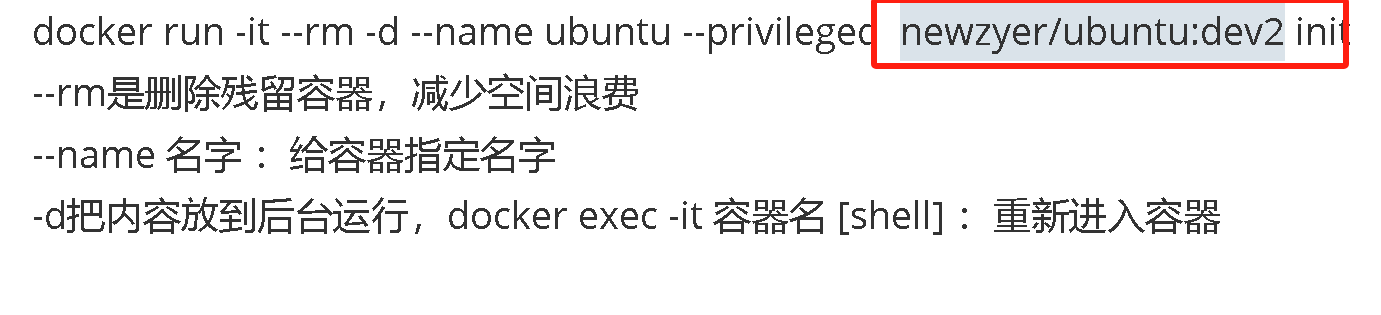 docker run -it --rm -d --name ubuntu --privileged newzyer/ubuntu:dev2 init
--rm是删除残留容器，减少空间浪费
--name 名字 ：给容器指定名字
-d把内容放到后台运行，docker exec -it 容器名 [shell] ：重新进入容器